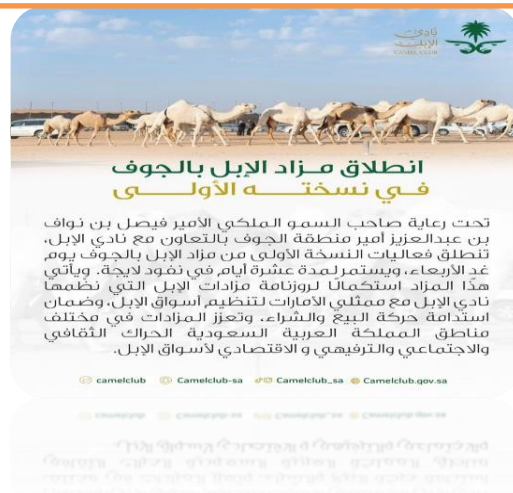 نادي
الإبل
CAMEL CLUB
انطلاق مزاد الإبل بالجوف
في نسخته الأولى
تحت رعاية صاحب السمو الملكي الأمير فيصل بن نواف
بن عبدالعزيز أمير منطقة الجوف بالتعاون مع نادي الإبل،
تنطلق فعاليات النسخة الأولى من مزاد الإبل بالجوف يوم
غد الأربعاء، ويستمر لمدة عشرة أيام في نفود لايجة. ويأتي
هذا المزاد استكمالًا لروزنامة مزادات الإبل التي نظمها
نادي الإبل مع ممثلي الأمارات لتنظيم أسواق الإبل، وضمان
استدامة حركة البيع والشراء. وتعزز المزادات في مختلف
مناطق المملكة العربية السعودية الحراك الثقافي
والاجتماعي والترفيهي و الاقتصادي لأسواق الإبل.
camelclub Camelclub-sa Camelclub_sa Camelclub.gov.sa